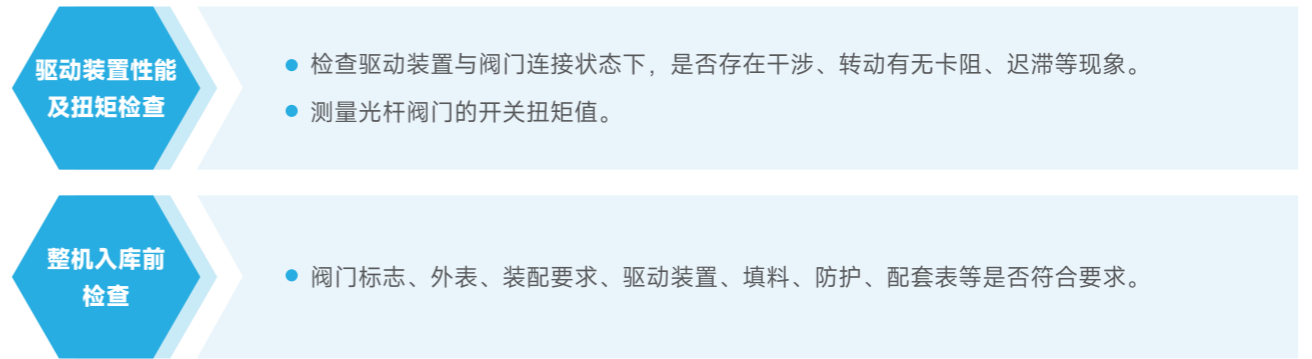 驱动装置性能
及扭矩检查
检查驱动装置与阀门连接状态下，是否存在干涉、转动有无卡阻、迟滞等现象。
测量光杆阀门的开关扭矩值。
整机入库前
检查
阀门标志、外表、装配要求、驱动装置、填料、防护、配套表等是否符合要求。